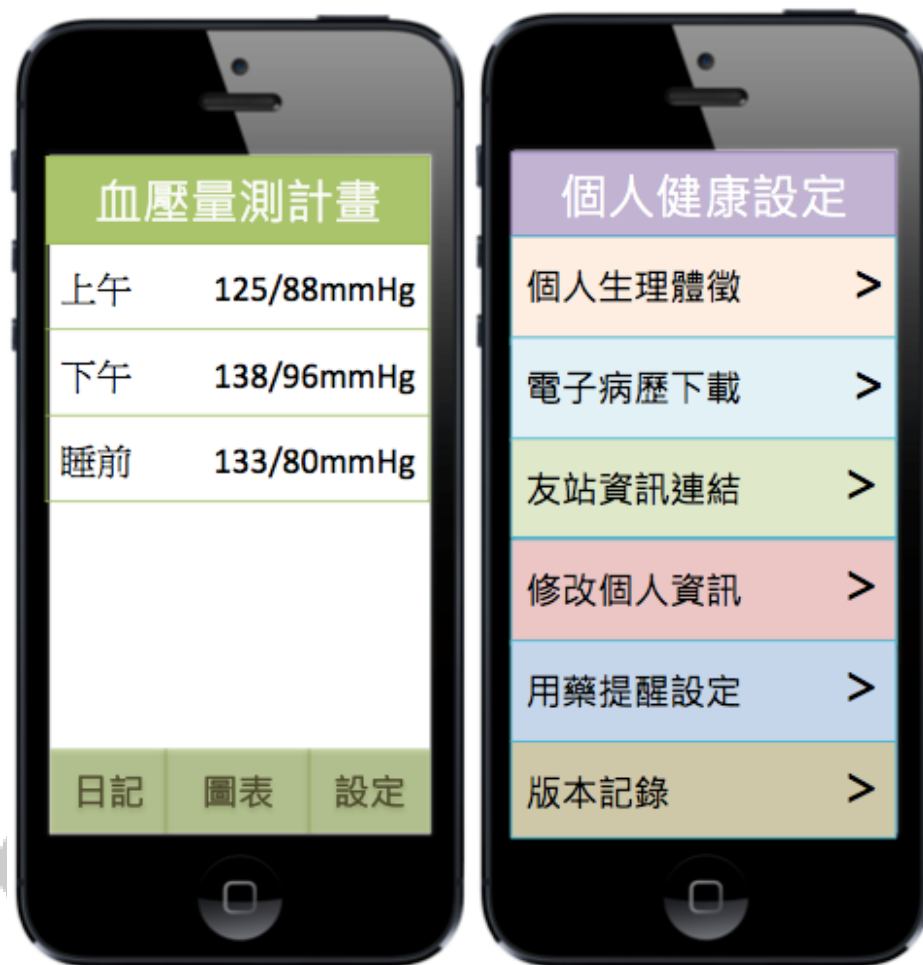 血壓量測計畫
上午 125/88mmHg
下午 138/96mmHg
睡前 133/80mmHg
日記 圖表 設定
個人健康設定
個人生理體徵 >
電子病歷下載 >
友站資訊連結 >
修改個人資訊 >
用藥提醒設定 >
版本記錄 >